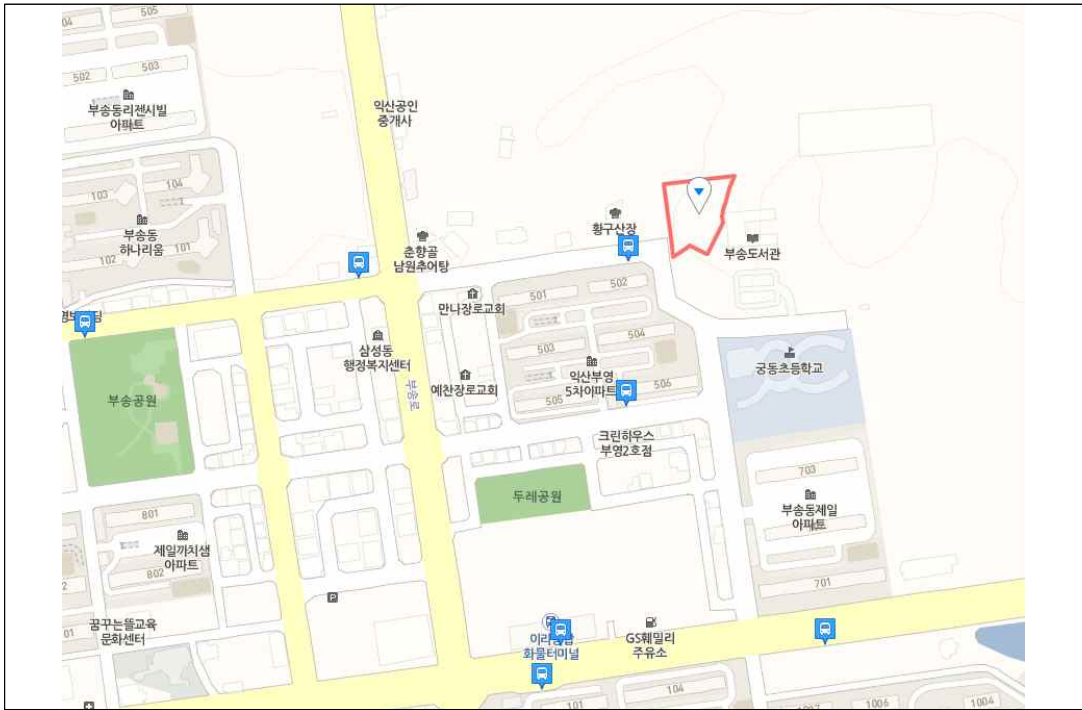 505
04
502
503
부송동리젠시빌
아파트
익산공인
중개사
103
104
부송동
하나리움
102
101
춘향골
남원추어탕
황구산장
부송도서관
501
502
만나장로교회
503
504
삼성동
행정복지센터
익산부영
5차아파트
궁동초등학교
예찬장로교회
505
506
부송로
부송공원
크린하우스
부영2호점
두레공원
703
부송동제일
아파트
801
제일까치샘
아파트
802
701
2
01
꿈꾸는뜰교육
문화센터
P
화물터미널
GS훼밀리
주유소
101
104
1007
1006
1004